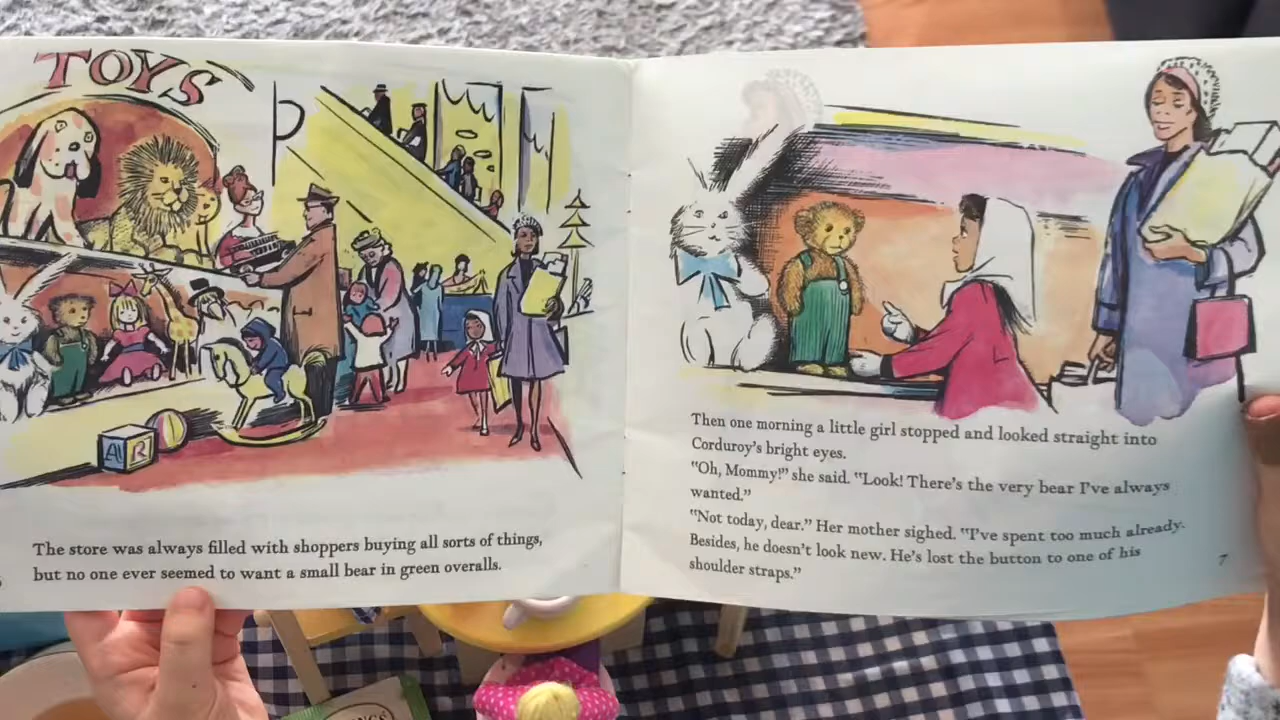 TOYS
A R
The store was always filled with shoppers buying all sorts of things,
but no one ever seemed to want a small bear in green overalls.
Then one morning a little girl stopped and looked straight into
Corduroy's bright eyes.
"Oh, Mommy!" she said. "Look! There's the very bear I've always
wanted."
"Not today, dear." Her mother sighed. "I've spent too much already.
Besides, he doesn't look new. He's lost the button to one of his
shoulder straps."
7